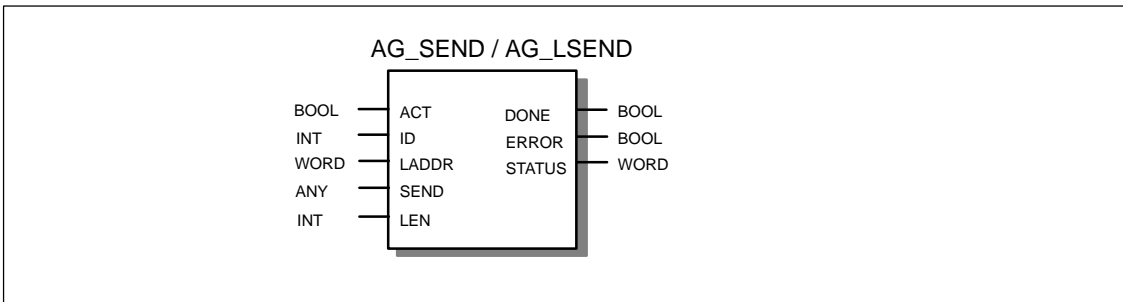 AG_SEND / AG_LSEND
BOOL ACT DONE BOOL
INT ID ERROR BOOL
WORD LADDR STATUS WORD
ANY SEND
INT LEN